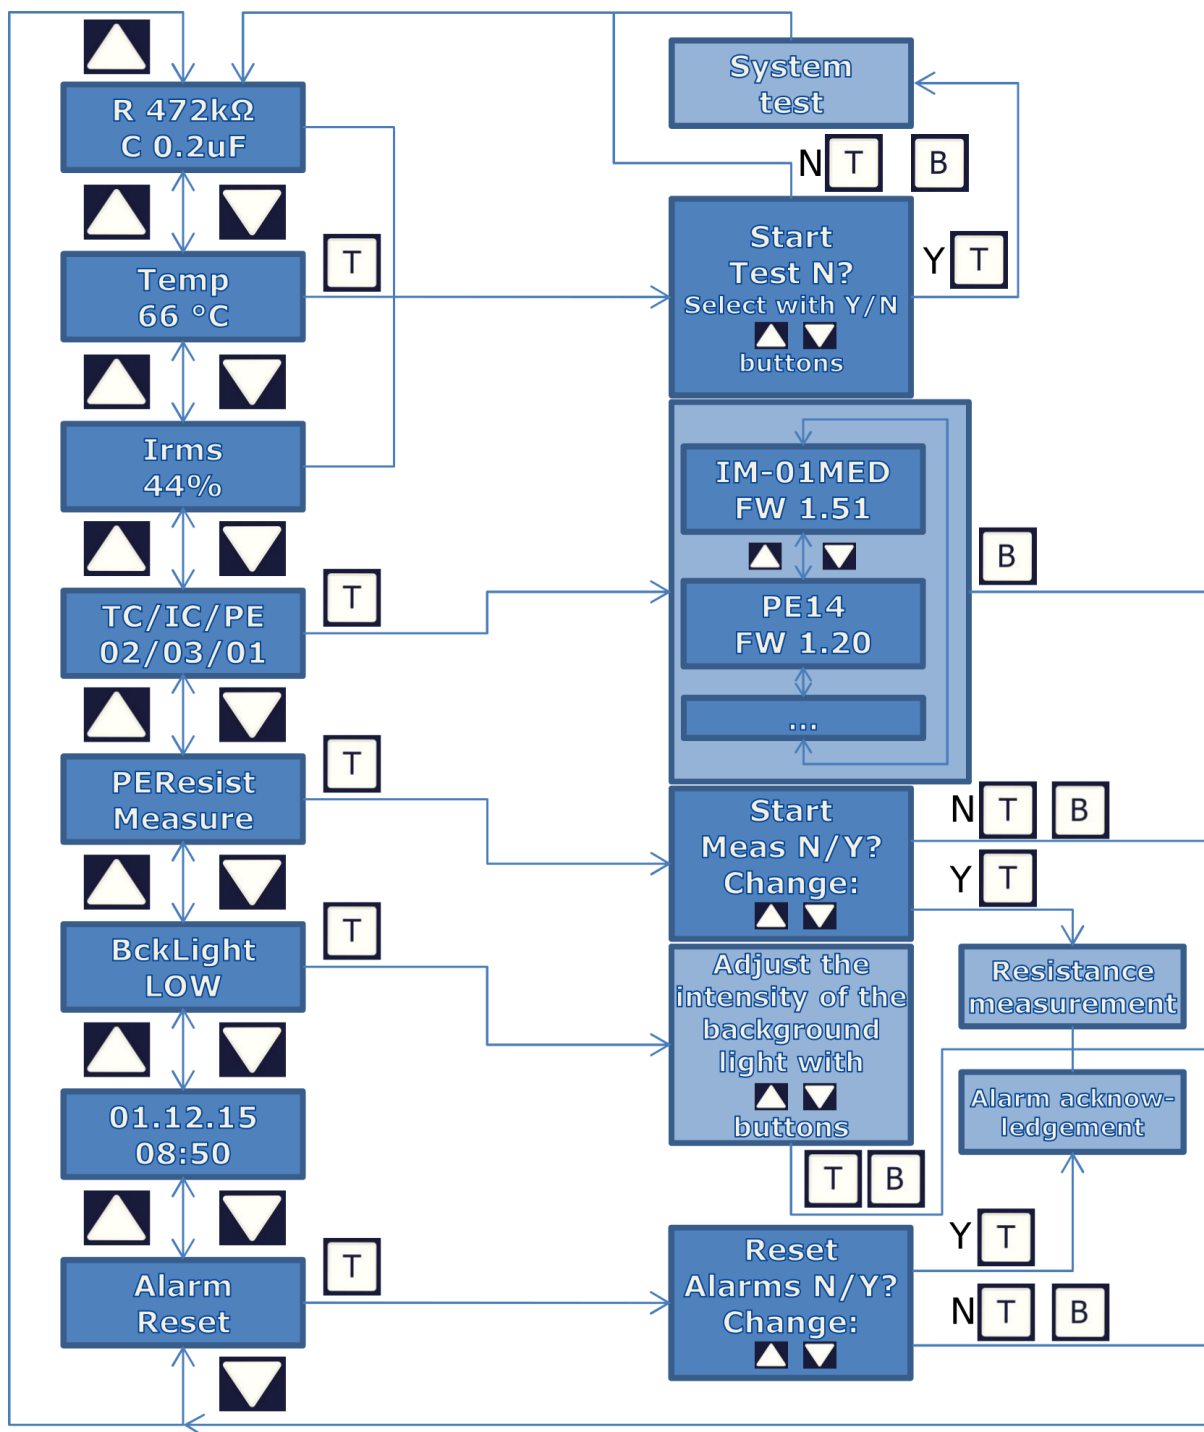 R 472kΩ
C 0.2uF
Temp
66 °C
T
Irms
44%
TC/IC/PE
02/03/01
T
PEResist
Measure
T
BckLight
LOW
T
01.12.15
08:50
Alarm
Reset
T
System
test
N T B
Start
Test N?
Select with Y/N
buttons
Y T
IM-01MED
FW 1.51
PE14
FW 1.20
...
B
Start
Meas N/Y?
Change:
N T B
Y T
Resistance
measurement
Adjust the
intensity of the
background
light with
buttons
T B
Alarm acknow-
ledgement
Reset
Alarms N/Y?
Change:
Y T
N T B